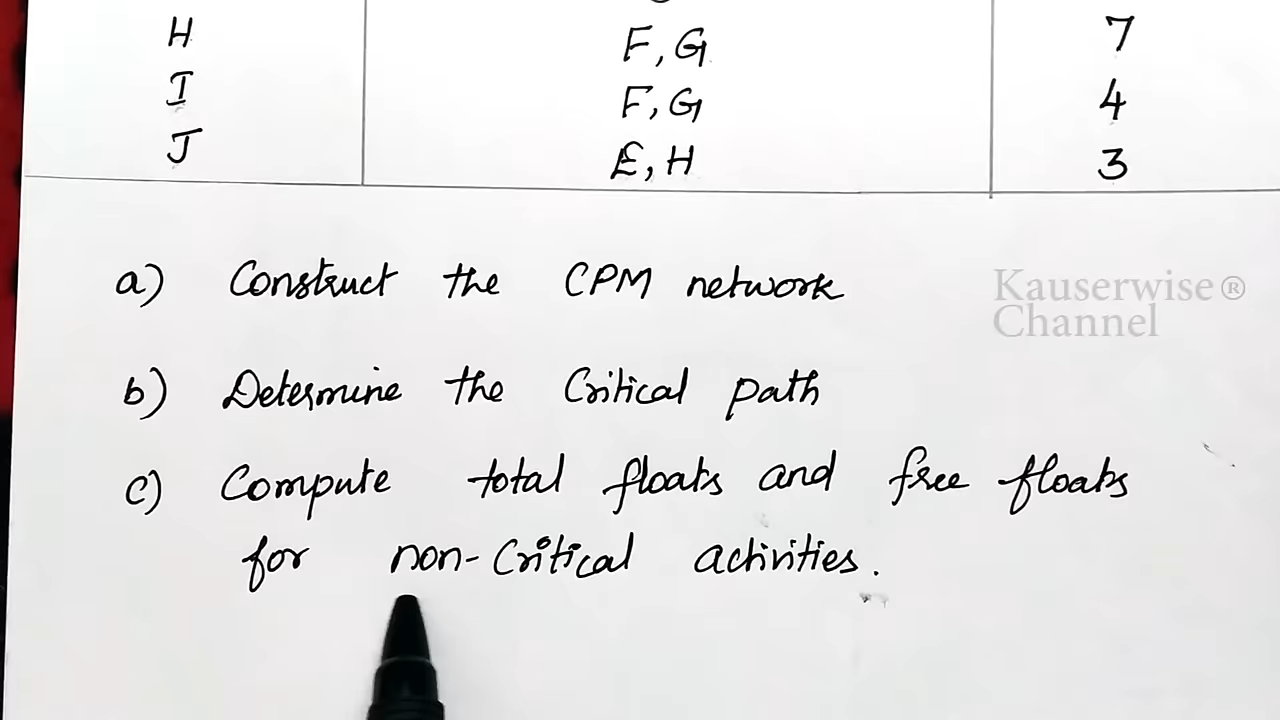 H F, G 7
I F, G 4
J E, H 3
a) Construct the CPM network
Kauserwise®
Channel
b) Determine the Critical path
c) Compute total floats and free floats
for non-Critical activities.